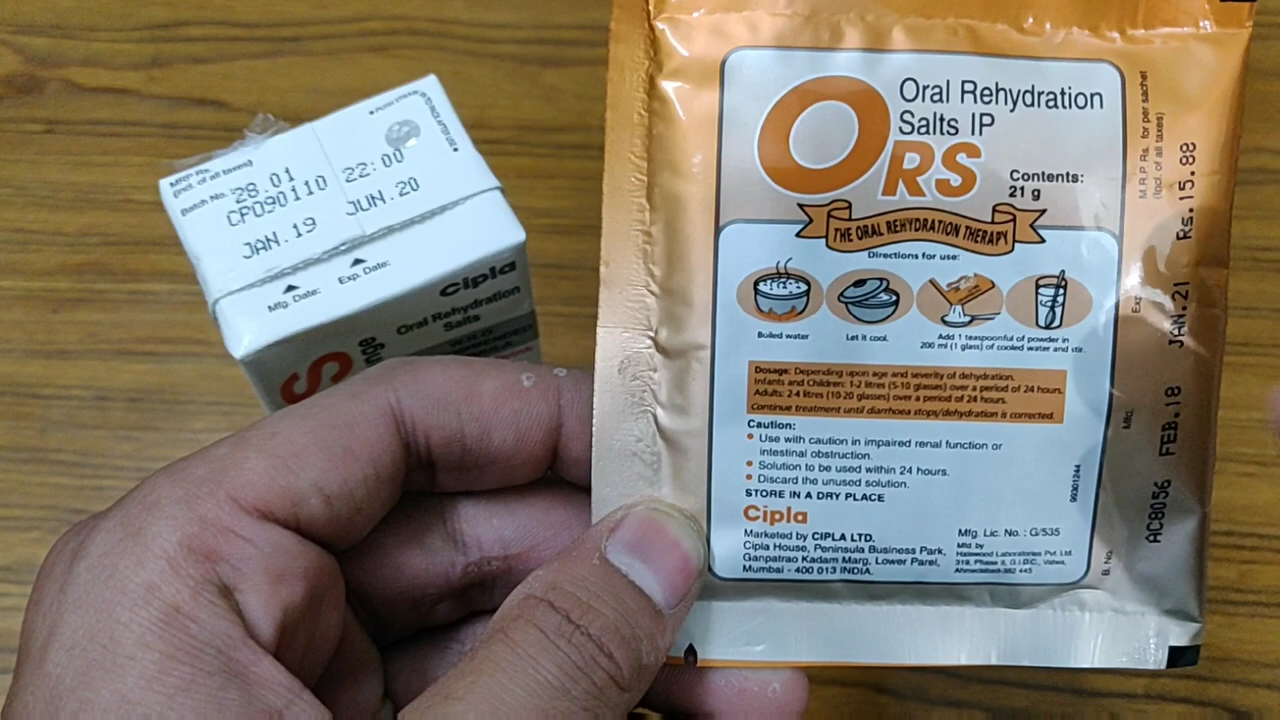 MRP Rs.
(incl. of all taxes)
28.01
22:00
Batch No.
CP090110
JAN.19
JUN.20
Mfg. Date:
Exp. Date:
Cipla
Oral Rehydration
Salts
Oral Rehydration
Salts IP
ORS
Contents:
21 g
THE ORAL REHYDRATION THERAPY
Directions for use:
Boiled water
Let it cool.
Add 1 teaspoonful of powder in
200 ml (1 glass) of cooled water and stir.
Dosage: Depending upon age and severity of dehydration.
Infants and Children: 1-2 litres (5-10 glasses) over a period of 24 hours.
Adults: 2-4 litres (10-20 glasses) over a period of 24 hours.
Continue treatment until diarrhoea stops/dehydration is corrected.
Caution:
• Use with caution in impaired renal function or
intestinal obstruction.
• Solution to be used within 24 hours.
• Discard the unused solution.
STORE IN A DRY PLACE
Cipla
Marketed by CIPLA LTD.
Cipla House, Peninsula Business Park,
Ganpatrao Kadam Marg, Lower Parel,
Mumbai - 400 013 INDIA.
Mfg. Lic. No.: G/535
Mfd. by
Halewood Laboratories Pvt. Ltd.
319, Phase II, G.I.D.C., Vatva,
Ahmedabad-382 445
99301244
M.R.P. Rs. for per sachet
(Incl. of all taxes)
Rs.15.88
Exp.
JAN.21
Mfd.
FEB.18
B. No.
AC8056